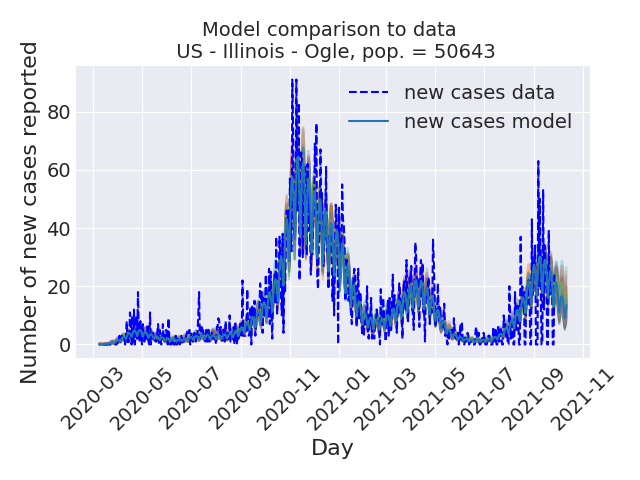 Model comparison to data
US - Illinois - Ogle, pop. = 50643
Number of new cases reported
80
60
40
20
0
new cases data
new cases model
2020-03
2020-05
2020-07
2020-09
2020-11
2021-01
2021-03
2021-05
2021-07
2021-09
2021-11
Day